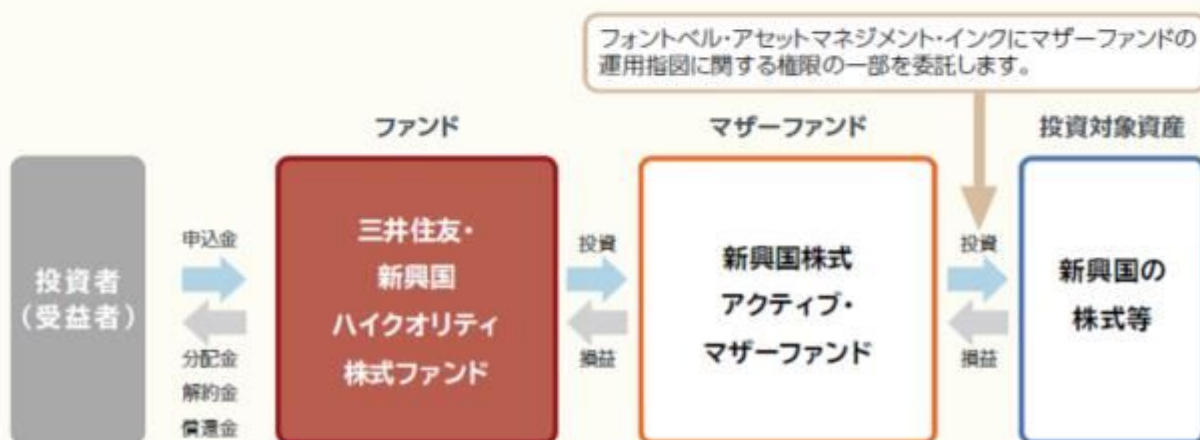 フォントベル・アセットマネジメント・インクにマザーファンドの
運用指図に関する権限の一部を委託します。
ファンド
マザーファンド
投資対象資産
投資者
（受益者）
申込金
分配金
解約金
償還金
三井住友・
新興国
ハイクオリティ
株式ファンド
投資
損益
新興国株式
アクティブ・
マザーファンド
投資
損益
新興国の
株式等